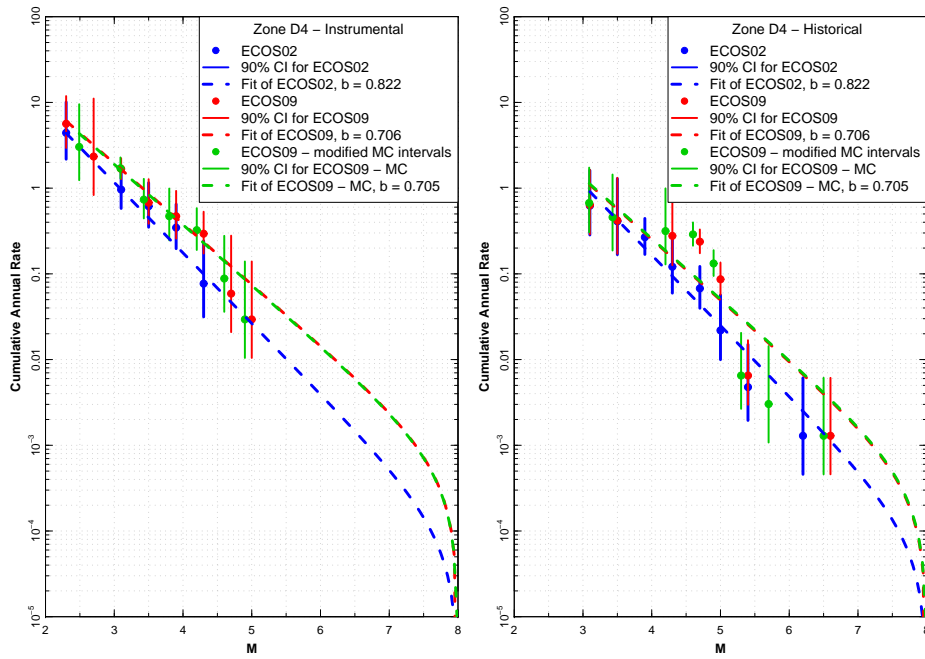 Zone D4 – Instrumental
ECOS02
90% CI for ECOS02
Fit of ECOS02, b = 0.822
ECOS09
90% CI for ECOS09
Fit of ECOS09, b = 0.706
ECOS09 – modified MC intervals
90% CI for ECOS09 – MC
Fit of ECOS09 – MC, b = 0.705
Cumulative Annual Rate
100
10
1
0.1
0.01
10⁻³
10⁻⁴
10⁻⁵
2 3 4 5 6 7 8
M
Zone D4 – Historical
ECOS02
90% CI for ECOS02
Fit of ECOS02, b = 0.822
ECOS09
90% CI for ECOS09
Fit of ECOS09, b = 0.706
ECOS09 – modified MC intervals
90% CI for ECOS09 – MC
Fit of ECOS09 – MC, b = 0.705
Cumulative Annual Rate
100
10
1
0.1
0.01
10⁻³
10⁻⁴
10⁻⁵
2 3 4 5 6 7 8
M